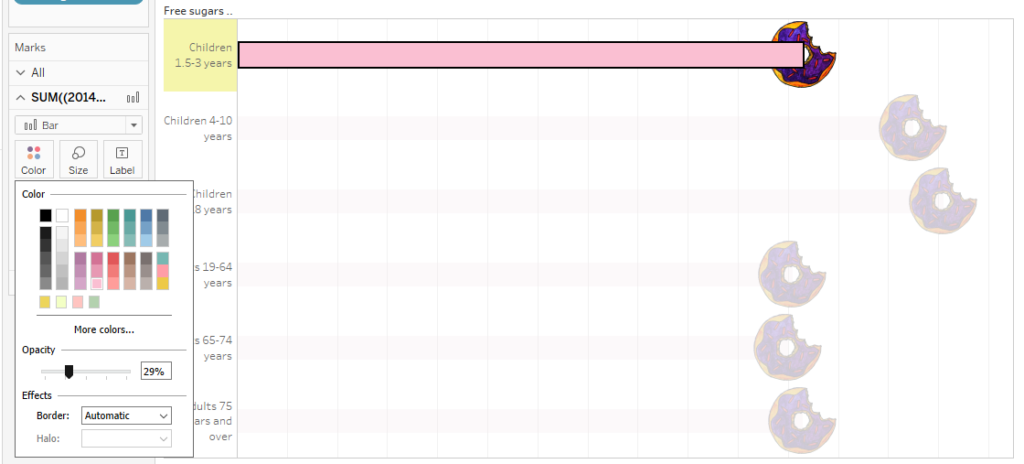 Free sugars ..
Marks
All
SUM((2014...
Bar
Color
Size
Label
Color
More colors...
Opacity
29%
Effects
Border:
Automatic
Halo:
Children
1.5-3 years
Children 4-10
years
Children
8 years
s 19-64
years
s 65-74
years
dults 75
ars and
over